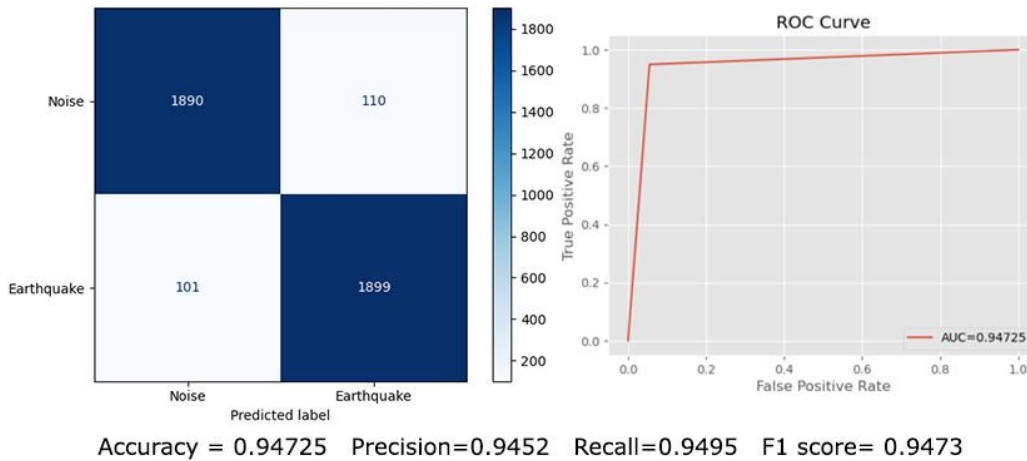 Noise
1890
110
Earthquake
101
1899
Noise
Earthquake
Predicted label
1800
1600
1400
1200
1000
800
600
400
200
ROC Curve
1.0
0.8
0.6
0.4
0.2
0.0
True Positive Rate
0.0
0.2
0.4
0.6
0.8
1.0
False Positive Rate
AUC=0.94725
Accuracy = 0.94725 Precision=0.9452 Recall=0.9495 F1 score= 0.9473